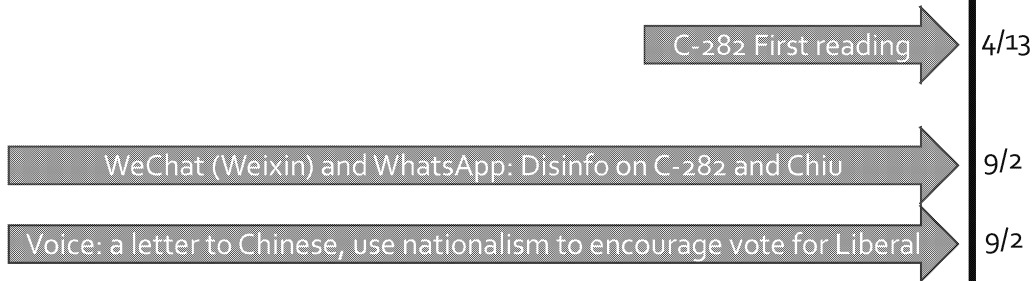 C-282 First reading 4/13
WeChat (Weixin) and WhatsApp: Disinfo on C-282 and Chiu 9/2
Voice: a letter to Chinese, use nationalism to encourage vote for Liberal 9/2